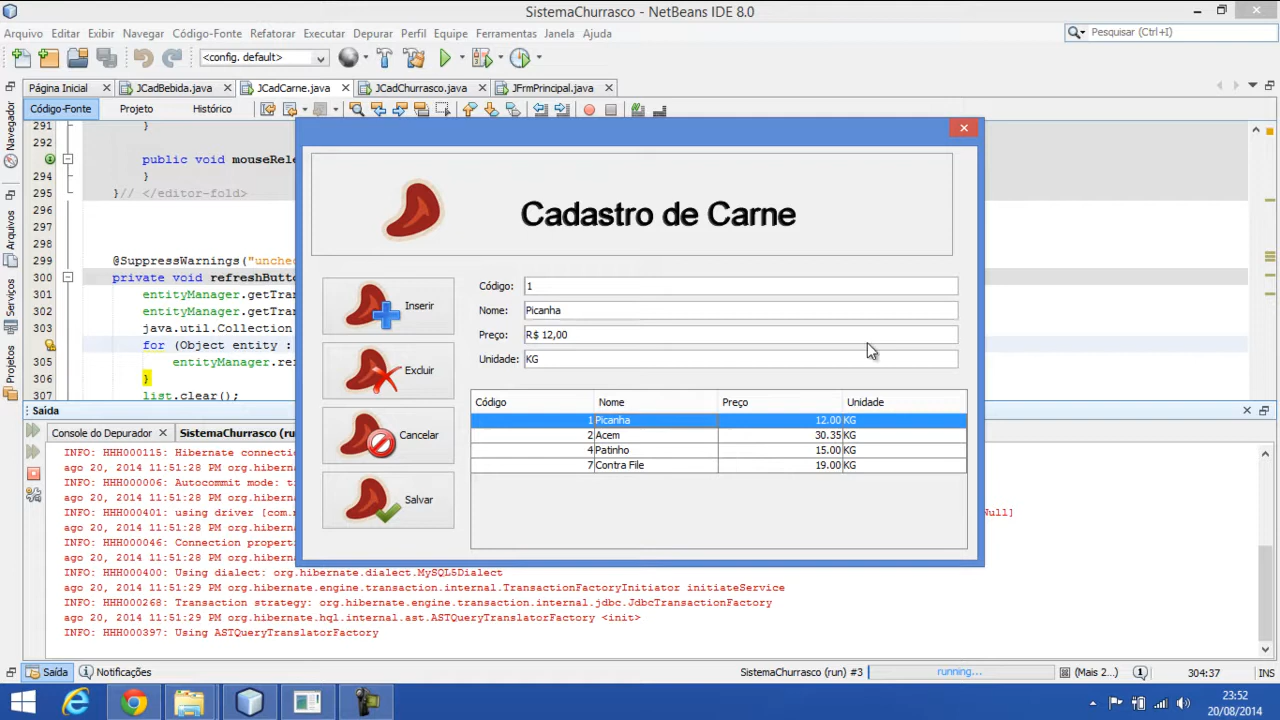 SistemaChurrasco - NetBeans IDE 8.0
Arquivo Editar Exibir Navegar Código-Fonte Refatorar Executar Depurar Perfil Equipe Ferramentas Janela Ajuda
Pesquisar (Ctrl+I)
<config. default>
Página Inicial JCadBebida.java JCadCarne.java JCadChurrasco.java JFrmPrincipal.java
Código-Fonte Projeto Histórico
Navegador
Arquivos
Serviços
Projetos
291 }
292
public void mouseRele
294 }
295 }// </editor-fold>
296
297
298
299 @SuppressWarnings("unchec
300 private void refreshButto
301 entityManager.getTra
302 entityManager.getTra
303 java.util.Collection
for (Object entity :
305 entityManager.re
306 }
307 list.clear();
Cadastro de Carne
Inserir
Excluir
Cancelar
Salvar
Código: 1
Nome: Picanha
Preço: R$ 12,00
Unidade: KG
Código Nome Preço Unidade
1 Picanha 12.00 KG
2 Acem 30.35 KG
4 Patinho 15.00 KG
7 Contra File 19.00 KG
Saída
Console do Depurador SistemaChurrasco (ru
INFO: HHH000115: Hibernate connectio
ago 20, 2014 11:51:28 PM org.hiberna
INFO: HHH000006: Autocommit mode: t
ago 20, 2014 11:51:28 PM org.hiberna
INFO: HHH000401: using driver [com.m Null]
ago 20, 2014 11:51:28 PM org.hiberna
INFO: HHH000046: Connection properti
ago 20, 2014 11:51:28 PM org.hiberna
INFO: HHH000400: Using dialect: org.hibernate.dialect.MySQL5Dialect
ago 20, 2014 11:51:29 PM org.hibernate.engine.transaction.internal.TransactionFactoryInitiator initiateService
INFO: HHH000268: Transaction strategy: org.hibernate.engine.transaction.internal.jdbc.JdbcTransactionFactory
ago 20, 2014 11:51:29 PM org.hibernate.hql.internal.ast.ASTQueryTranslatorFactory <init>
INFO: HHH000397: Using ASTQueryTranslatorFactory
Saída Notificações SistemaChurrasco (run) #3 running... (Mais 2...) 304:37 INS
23:52
20/08/2014